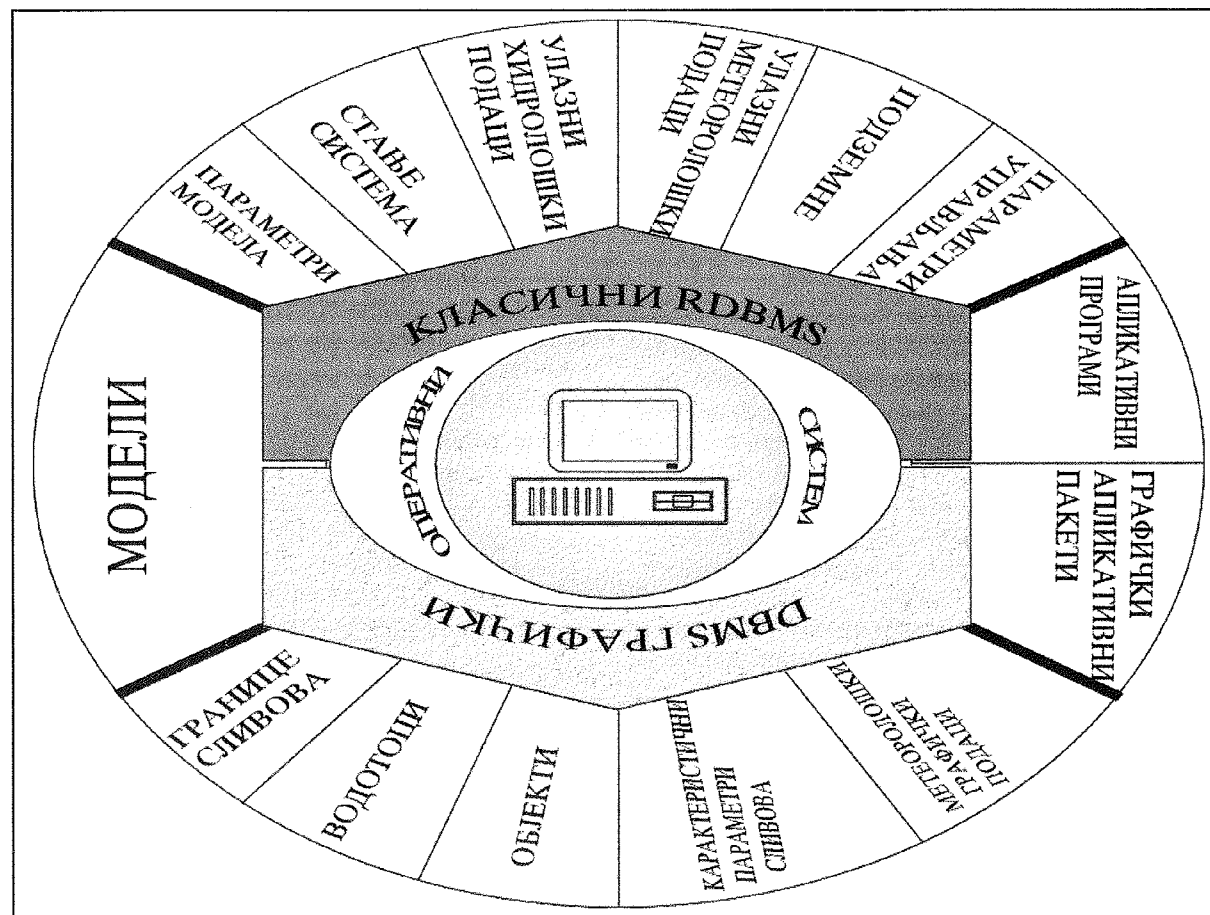 УЛАЗНИ
ХИДРОЛОШКИ
ПОДАЦИ
УЛАЗНИ
МЕТЕОРОЛОШКИ
ПОДАЦИ
ПОДЗЕМНЕ
ПАРАМЕТРИ
УПРАВЉАЊА
СТАЊЕ
СИСТЕМА
ПАРАМЕТРИ
МОДЕЛА
АПЛИКАТИВНИ
ПРОГРАМИ
КЛАСИЧНИ RDBMS
МОДЕЛИ
ОПЕРАТИВНИ
СИСТЕМ
ГРАФИЧКИ
АПЛИКАТИВНИ
ПАКЕТИ
DBMS ГРАФИЧКИ
ГРАНИЦЕ
СЛИВОВА
ВОДОТОЦИ
ОБЈЕКТИ
КАРАКТЕРИСТИЧНИ
ПАРАМЕТРИ
СЛИВОВА
МЕТЕОРОЛОШКИ
ГРАФИЧКИ
ПОДАЦИ